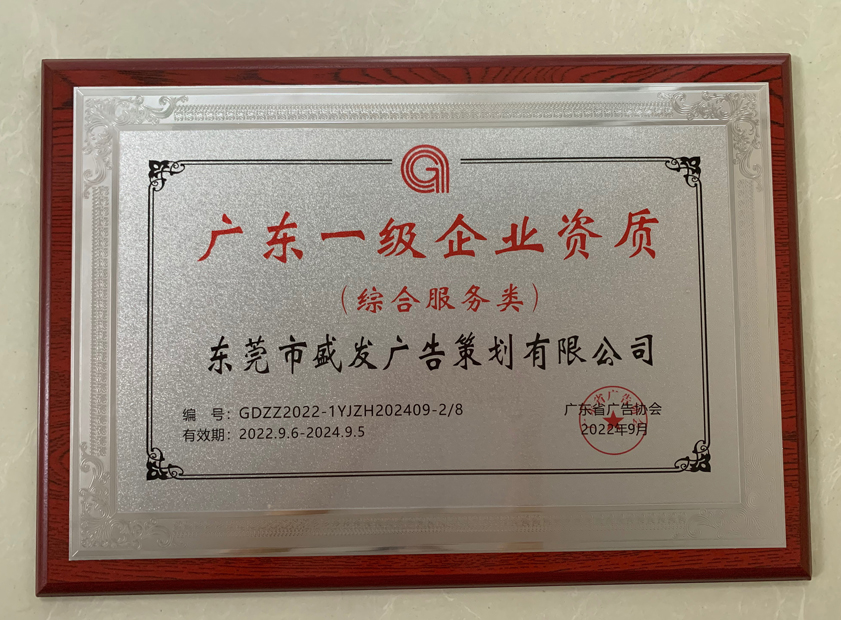 广东一级企业资质
（综合服务类）
东莞市盛发广告策划有限公司
编　号：GDZZ2022-1YJZH202409-2/8
有效期：2022.9.6-2024.9.5
广东省广告协会
2022年9月